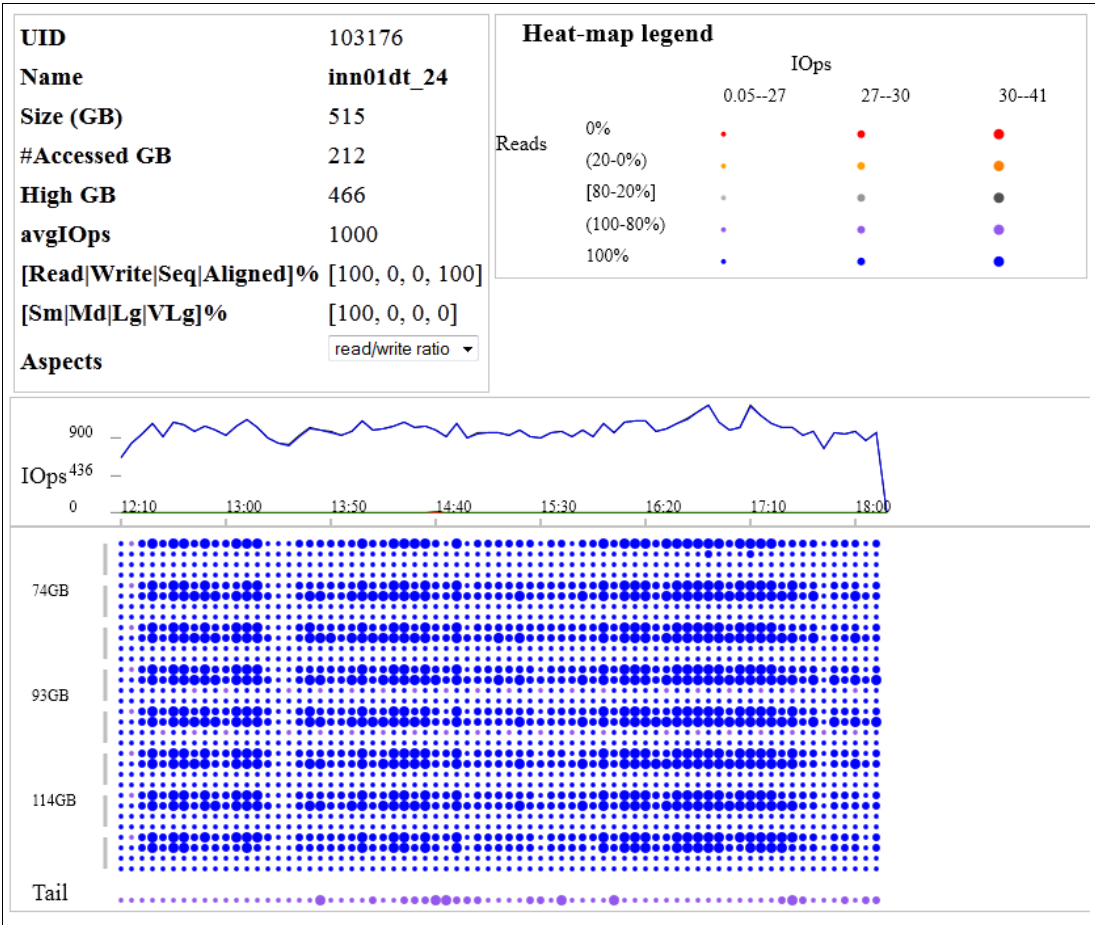 UID 103176
Name inn01dt_24
Size (GB) 515
#Accessed GB 212
High GB 466
avgIOps 1000
[Read|Write|Seq|Aligned]% [100, 0, 0, 100]
[Sm|Md|Lg|VLg]% [100, 0, 0, 0]
Aspects read/write ratio
Heat-map legend
IOps
0.05--27 27--30 30--41
Reads
0%
(20-0%)
[80-20%]
(100-80%)
100%
900
IOps 436
0 12:10 13:00 13:50 14:40 15:30 16:20 17:10 18:00
74GB
93GB
114GB
Tail